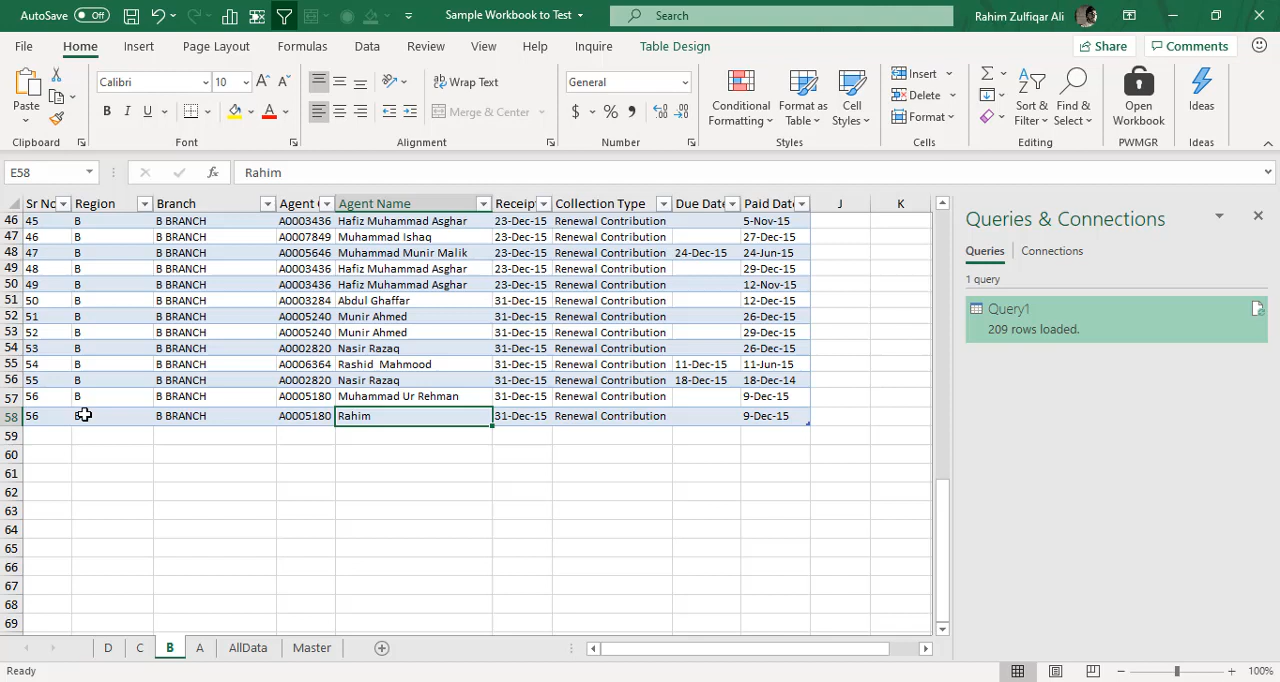 AutoSave Off Sample Workbook to Test Search Rahim Zulfiqar Ali
File Home Insert Page Layout Formulas Data Review View Help Inquire Table Design Share Comments
Paste Calibri 10 Wrap Text General Conditional Formatting Format as Table Cell Styles Insert Delete Format Sort & Filter Find & Select Open Workbook Ideas
B I U A Merge & Center $ %
Clipboard Font Alignment Number Styles Cells Editing PWMGR Ideas
E58 fx Rahim
Sr No Region Branch Agent Agent Name Receip Collection Type Due Date Paid Date J K
46 45 B B BRANCH A0003436 Hafiz Muhammad Asghar 23-Dec-15 Renewal Contribution 5-Nov-15
47 46 B B BRANCH A0007849 Muhammad Ishaq 23-Dec-15 Renewal Contribution 27-Dec-15
48 47 B B BRANCH A0005646 Muhammad Munir Malik 23-Dec-15 Renewal Contribution 24-Dec-15 24-Jun-15
49 48 B B BRANCH A0003436 Hafiz Muhammad Asghar 23-Dec-15 Renewal Contribution 29-Dec-15
50 49 B B BRANCH A0003436 Hafiz Muhammad Asghar 23-Dec-15 Renewal Contribution 12-Nov-15
51 50 B B BRANCH A0003284 Abdul Ghaffar 31-Dec-15 Renewal Contribution 12-Dec-15
52 51 B B BRANCH A0005240 Munir Ahmed 31-Dec-15 Renewal Contribution 26-Dec-15
53 52 B B BRANCH A0005240 Munir Ahmed 31-Dec-15 Renewal Contribution 29-Dec-15
54 53 B B BRANCH A0002820 Nasir Razaq 31-Dec-15 Renewal Contribution 26-Dec-15
55 54 B B BRANCH A0006364 Rashid Mahmood 31-Dec-15 Renewal Contribution 11-Dec-15 11-Jun-15
56 55 B B BRANCH A0002820 Nasir Razaq 31-Dec-15 Renewal Contribution 18-Dec-15 18-Dec-14
57 56 B B BRANCH A0005180 Muhammad Ur Rehman 31-Dec-15 Renewal Contribution 9-Dec-15
58 56 B BRANCH A0005180 Rahim 31-Dec-15 Renewal Contribution 9-Dec-15
59
60
61
62
63
64
65
66
67
68
69
Queries & Connections
Queries Connections
1 query
Query1
209 rows loaded.
D C B A AllData Master
Ready 100%